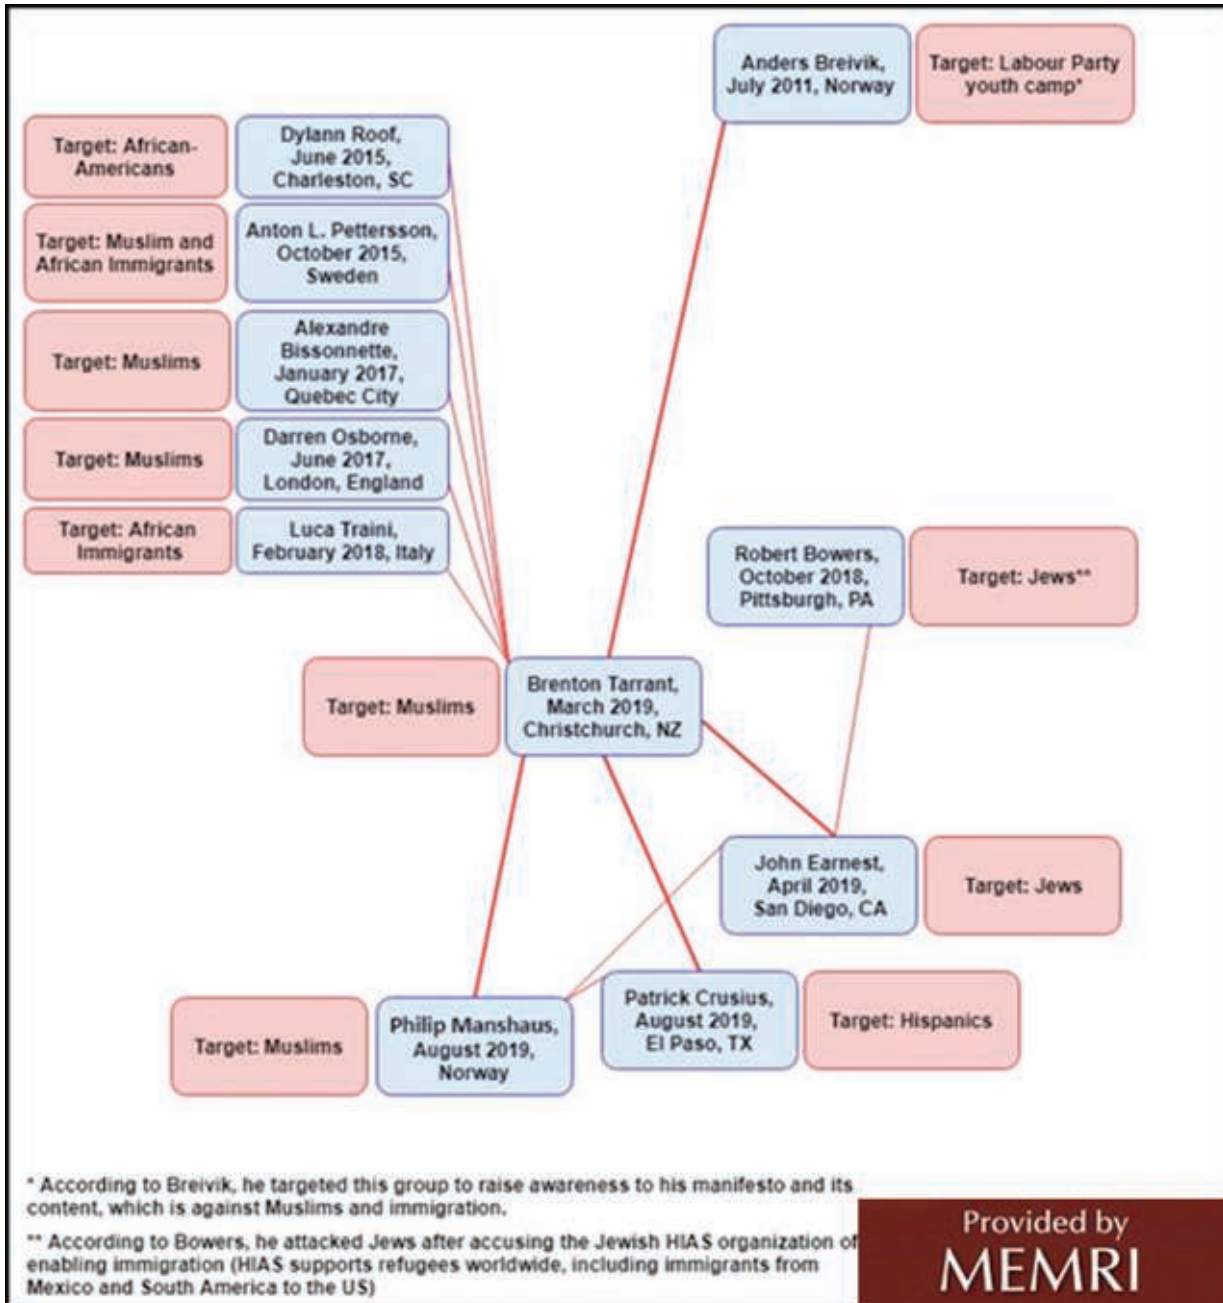 Anders Breivik,
July 2011, Norway
Target: Labour Party
youth camp*
Target: African-
Americans
Dylann Roof,
June 2015,
Charleston, SC
Target: Muslim and
African Immigrants
Anton L. Pettersson,
October 2015,
Sweden
Target: Muslims
Alexandre
Bissonnette,
January 2017,
Quebec City
Target: Muslims
Darren Osborne,
June 2017,
London, England
Target: African
Immigrants
Luca Traini,
February 2018, Italy
Robert Bowers,
October 2018,
Pittsburgh, PA
Target: Jews**
Target: Muslims
Brenton Tarrant,
March 2019,
Christchurch, NZ
John Earnest,
April 2019,
San Diego, CA
Target: Jews
Target: Muslims
Philip Manshaus,
August 2019,
Norway
Patrick Crusius,
August 2019,
El Paso, TX
Target: Hispanics
* According to Breivik, he targeted this group to raise awareness to his manifesto and its
content, which is against Muslims and immigration.
** According to Bowers, he attacked Jews after accusing the Jewish HIAS organization of
enabling immigration (HIAS supports refugees worldwide, including immigrants from
Mexico and South America to the US)
Provided by
MEMRI